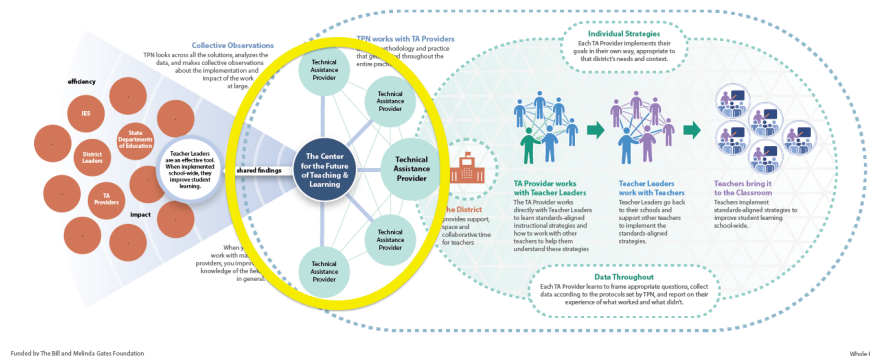 Collective Observations
TPN looks across all the solutions, analyzes the
data, and makes collective observations
about the implementation and
impact of the work
at large.
efficiency
IES
State
Departments
of Education
District
Leaders
TA
Providers
impact
Teacher Leaders
are an effective tool.
When implemented
school-wide, they
improve student
learning.
shared findings
When y
work with ma
providers, you improv
knowledge of the field
in general.
TPN works with TA Providers
methodology and practice
that ge throughout the
entire practic
Technical
Assistance
Provider
Technical
Assistance
Provider
The Center
for the Future
of Teaching &
Learning
Technical
Assistance
Provider
Technical
Assistance
Provider
Technical
Assistance
Provider
The District
provides support,
space and
collaborative time
for teachers
Individual Strategies
Each TA Provider implements their
goals in their own way, appropriate to
that district's needs and context.
TA Provider works
with Teacher Leaders
The TA Provider works
directly with Teacher Leaders
to learn standards-aligned
instructional strategies and
how to work with other
teachers to help them
understand these strategies
Teacher Leaders
work with Teachers
Teacher Leaders go back
to their schools and
support other teachers
to implement the
standards-aligned
strategies.
Teachers bring it
to the Classroom
Teachers implement
standards-aligned strategies to
improve student learning
school-wide.
Data Throughout
Each TA Provider learns to frame appropriate questions, collect
data according to the protocols set by TPN, and report on their
experience of what worked and what didn't.
Funded by The Bill and Melinda Gates Foundation
Whole I